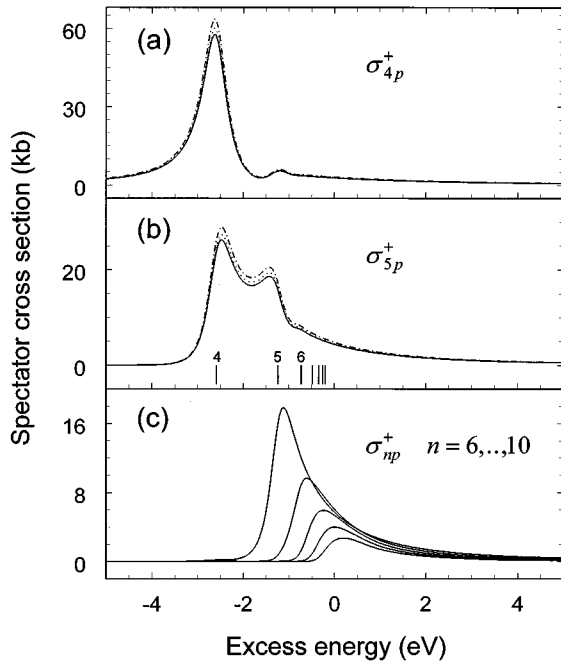 (a)
σ⁺₄ₚ
60
30
0
Spectator cross section (kb)
(b)
σ⁺₅ₚ
20
0
4 5 6
(c)
σ⁺ₙₚ n = 6,..,10
16
8
0
-4 -2 0 2 4
Excess energy (eV)